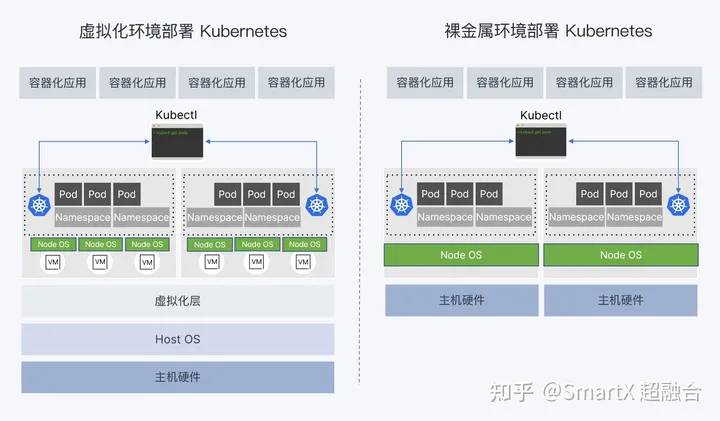 虚拟化环境部署 Kubernetes
容器化应用 容器化应用 容器化应用 容器化应用
Kubectl
> kubectl get pods
Pod Pod Pod
Namespace Namespace
Pod Pod Pod
Namespace Namespace
Node OS Node OS Node OS
Node OS Node OS Node OS
VM VM VM
VM VM VM
虚拟化层
Host OS
主机硬件
裸金属环境部署 Kubernetes
容器化应用 容器化应用 容器化应用 容器化应用
Kubectl
> kubectl get pods
Pod Pod Pod
Namespace Namespace
Pod Pod Pod
Namespace Namespace
Node OS Node OS
主机硬件 主机硬件
知乎 @SmartX 超融合